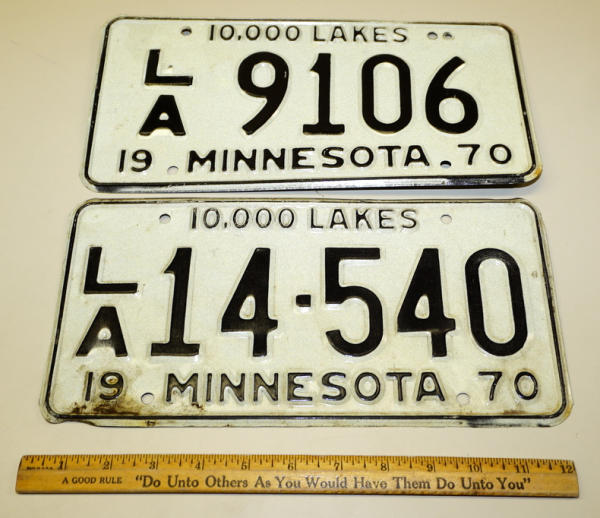 10,000 LAKES
LA 9106
19 MINNESOTA 70
10,000 LAKES
LA 14-540
19 MINNESOTA 70
1 2 3 4 5 6 7 8 9 10 11 12
A GOOD RULE "Do Unto Others As You Would Have Them Do Unto You"